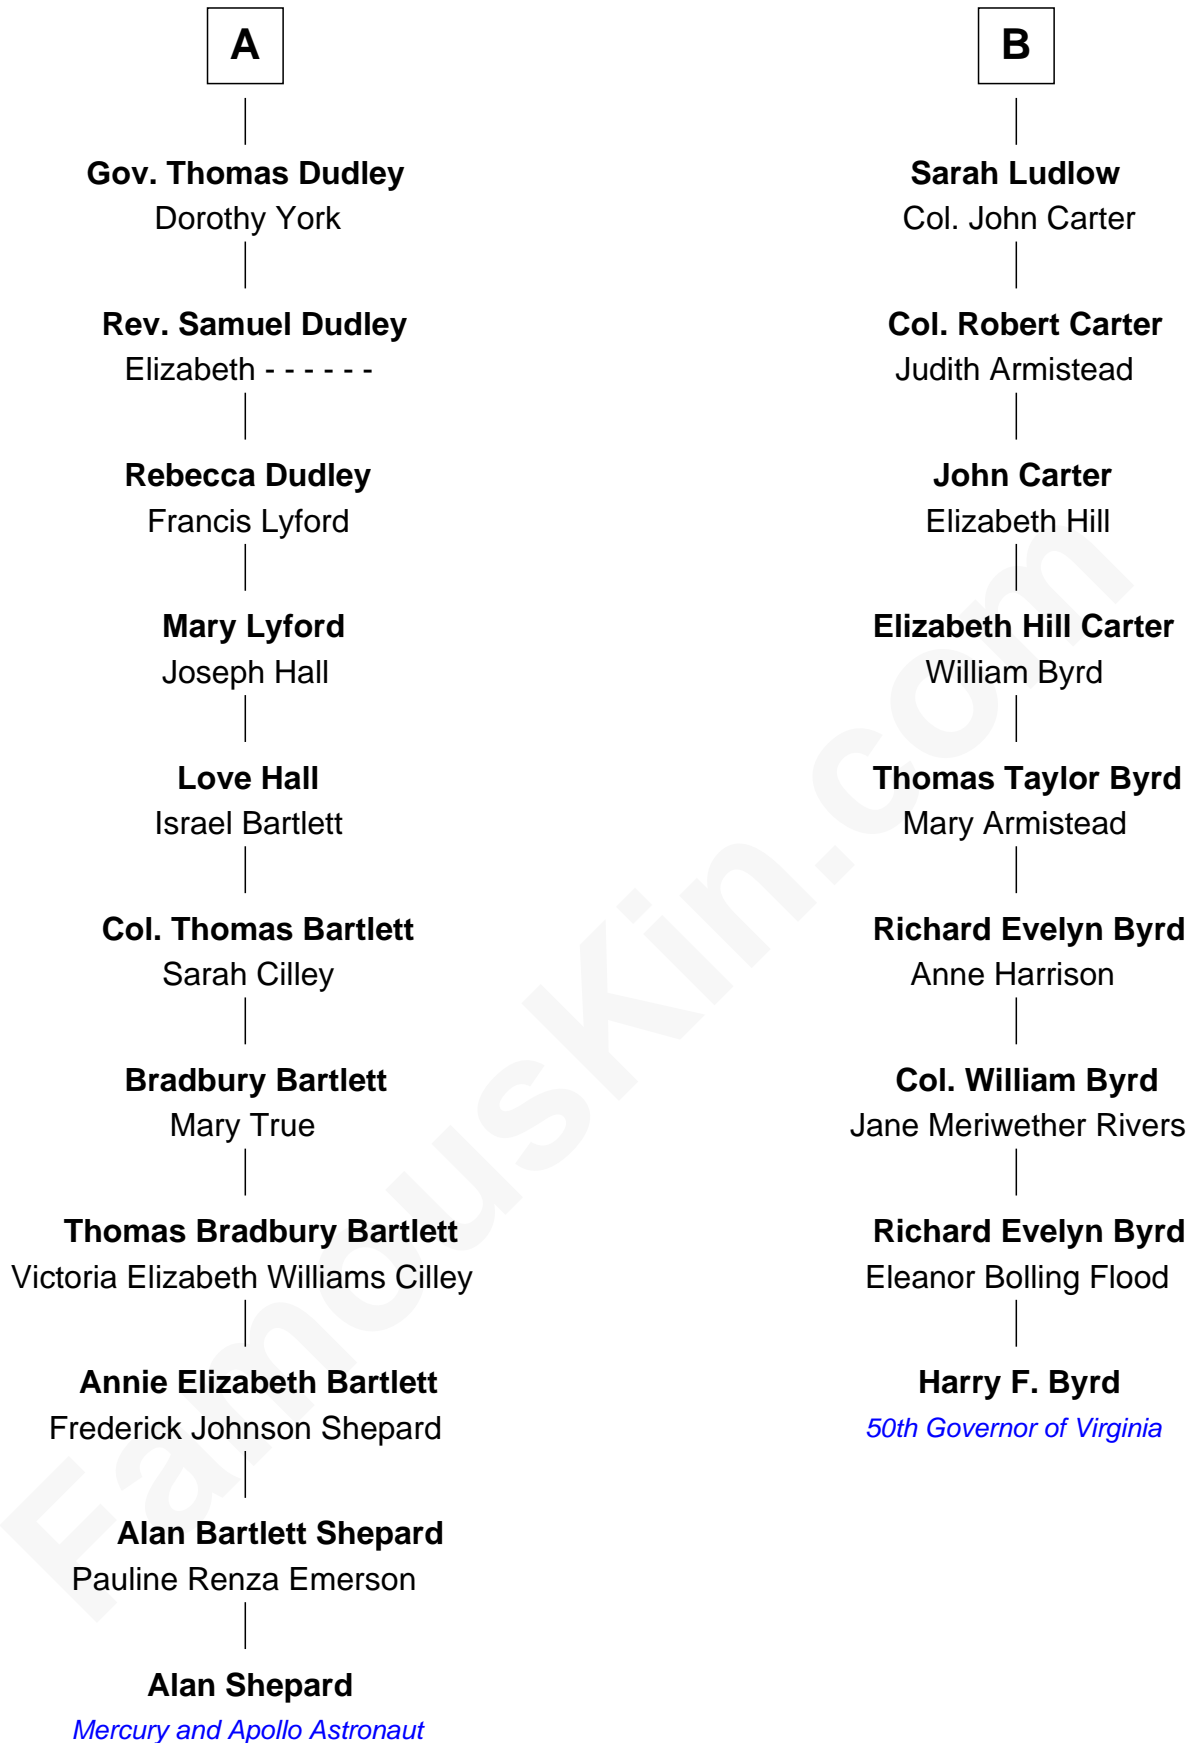 A
Gov. Thomas Dudley
Dorothy York
Rev. Samuel Dudley
Elizabeth - - - - - -
Rebecca Dudley
Francis Lyford
Mary Lyford
Joseph Hall
Love Hall
Israel Bartlett
Col. Thomas Bartlett
Sarah Cilley
Bradbury Bartlett
Mary True
Thomas Bradbury Bartlett
Victoria Elizabeth Williams Cilley
Annie Elizabeth Bartlett
Frederick Johnson Shepard
Alan Bartlett Shepard
Pauline Renza Emerson
Alan Shepard
Mercury and Apollo Astronaut
B
Sarah Ludlow
Col. John Carter
Col. Robert Carter
Judith Armistead
John Carter
Elizabeth Hill
Elizabeth Hill Carter
William Byrd
Thomas Taylor Byrd
Mary Armistead
Richard Evelyn Byrd
Anne Harrison
Col. William Byrd
Jane Meriwether Rivers
Richard Evelyn Byrd
Eleanor Bolling Flood
Harry F. Byrd
50th Governor of Virginia
FamousKin.com